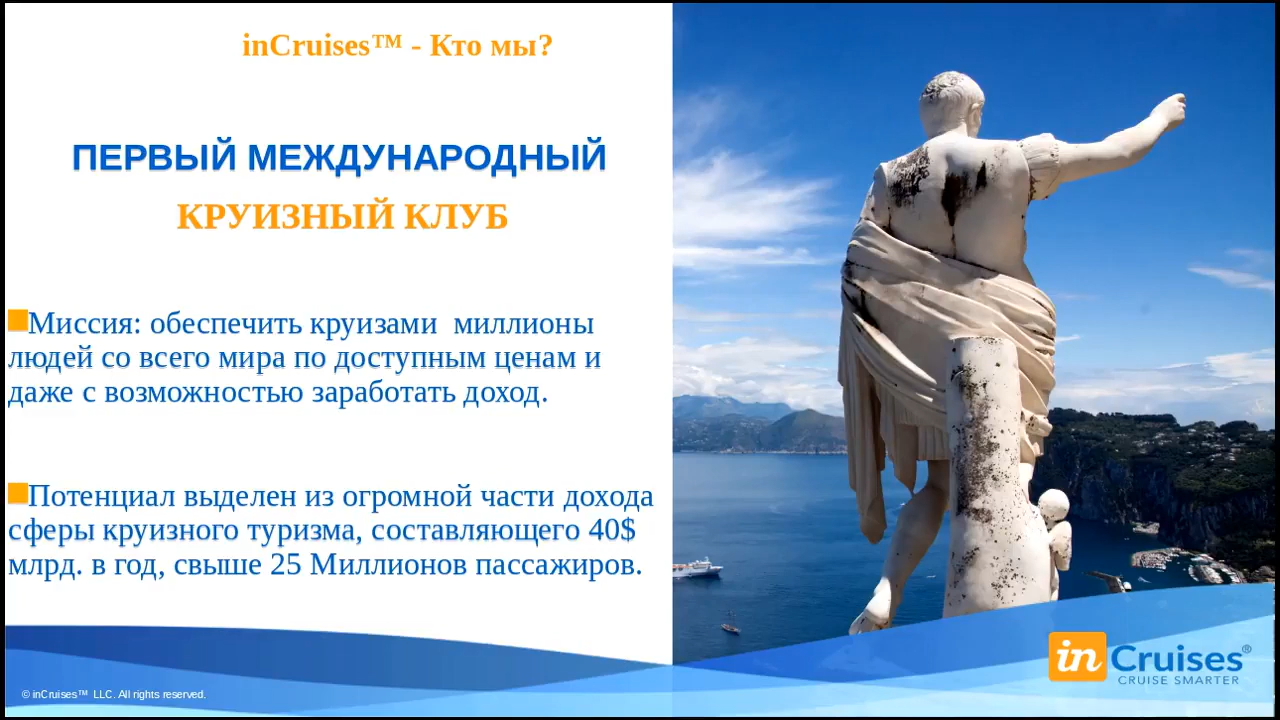 inCruises™ - Кто мы?
ПЕРВЫЙ МЕЖДУНАРОДНЫЙ
КРУИЗНЫЙ КЛУБ
Миссия: обеспечить круизами миллионы
людей со всего мира по доступным ценам и
даже с возможностью заработать доход.
Потенциал выделен из огромной части дохода
сферы круизного туризма, составляющего 40$
млрд. в год, свыше 25 Миллионов пассажиров.
inCruises®
CRUISE SMARTER
© inCruises™ LLC. All rights reserved.